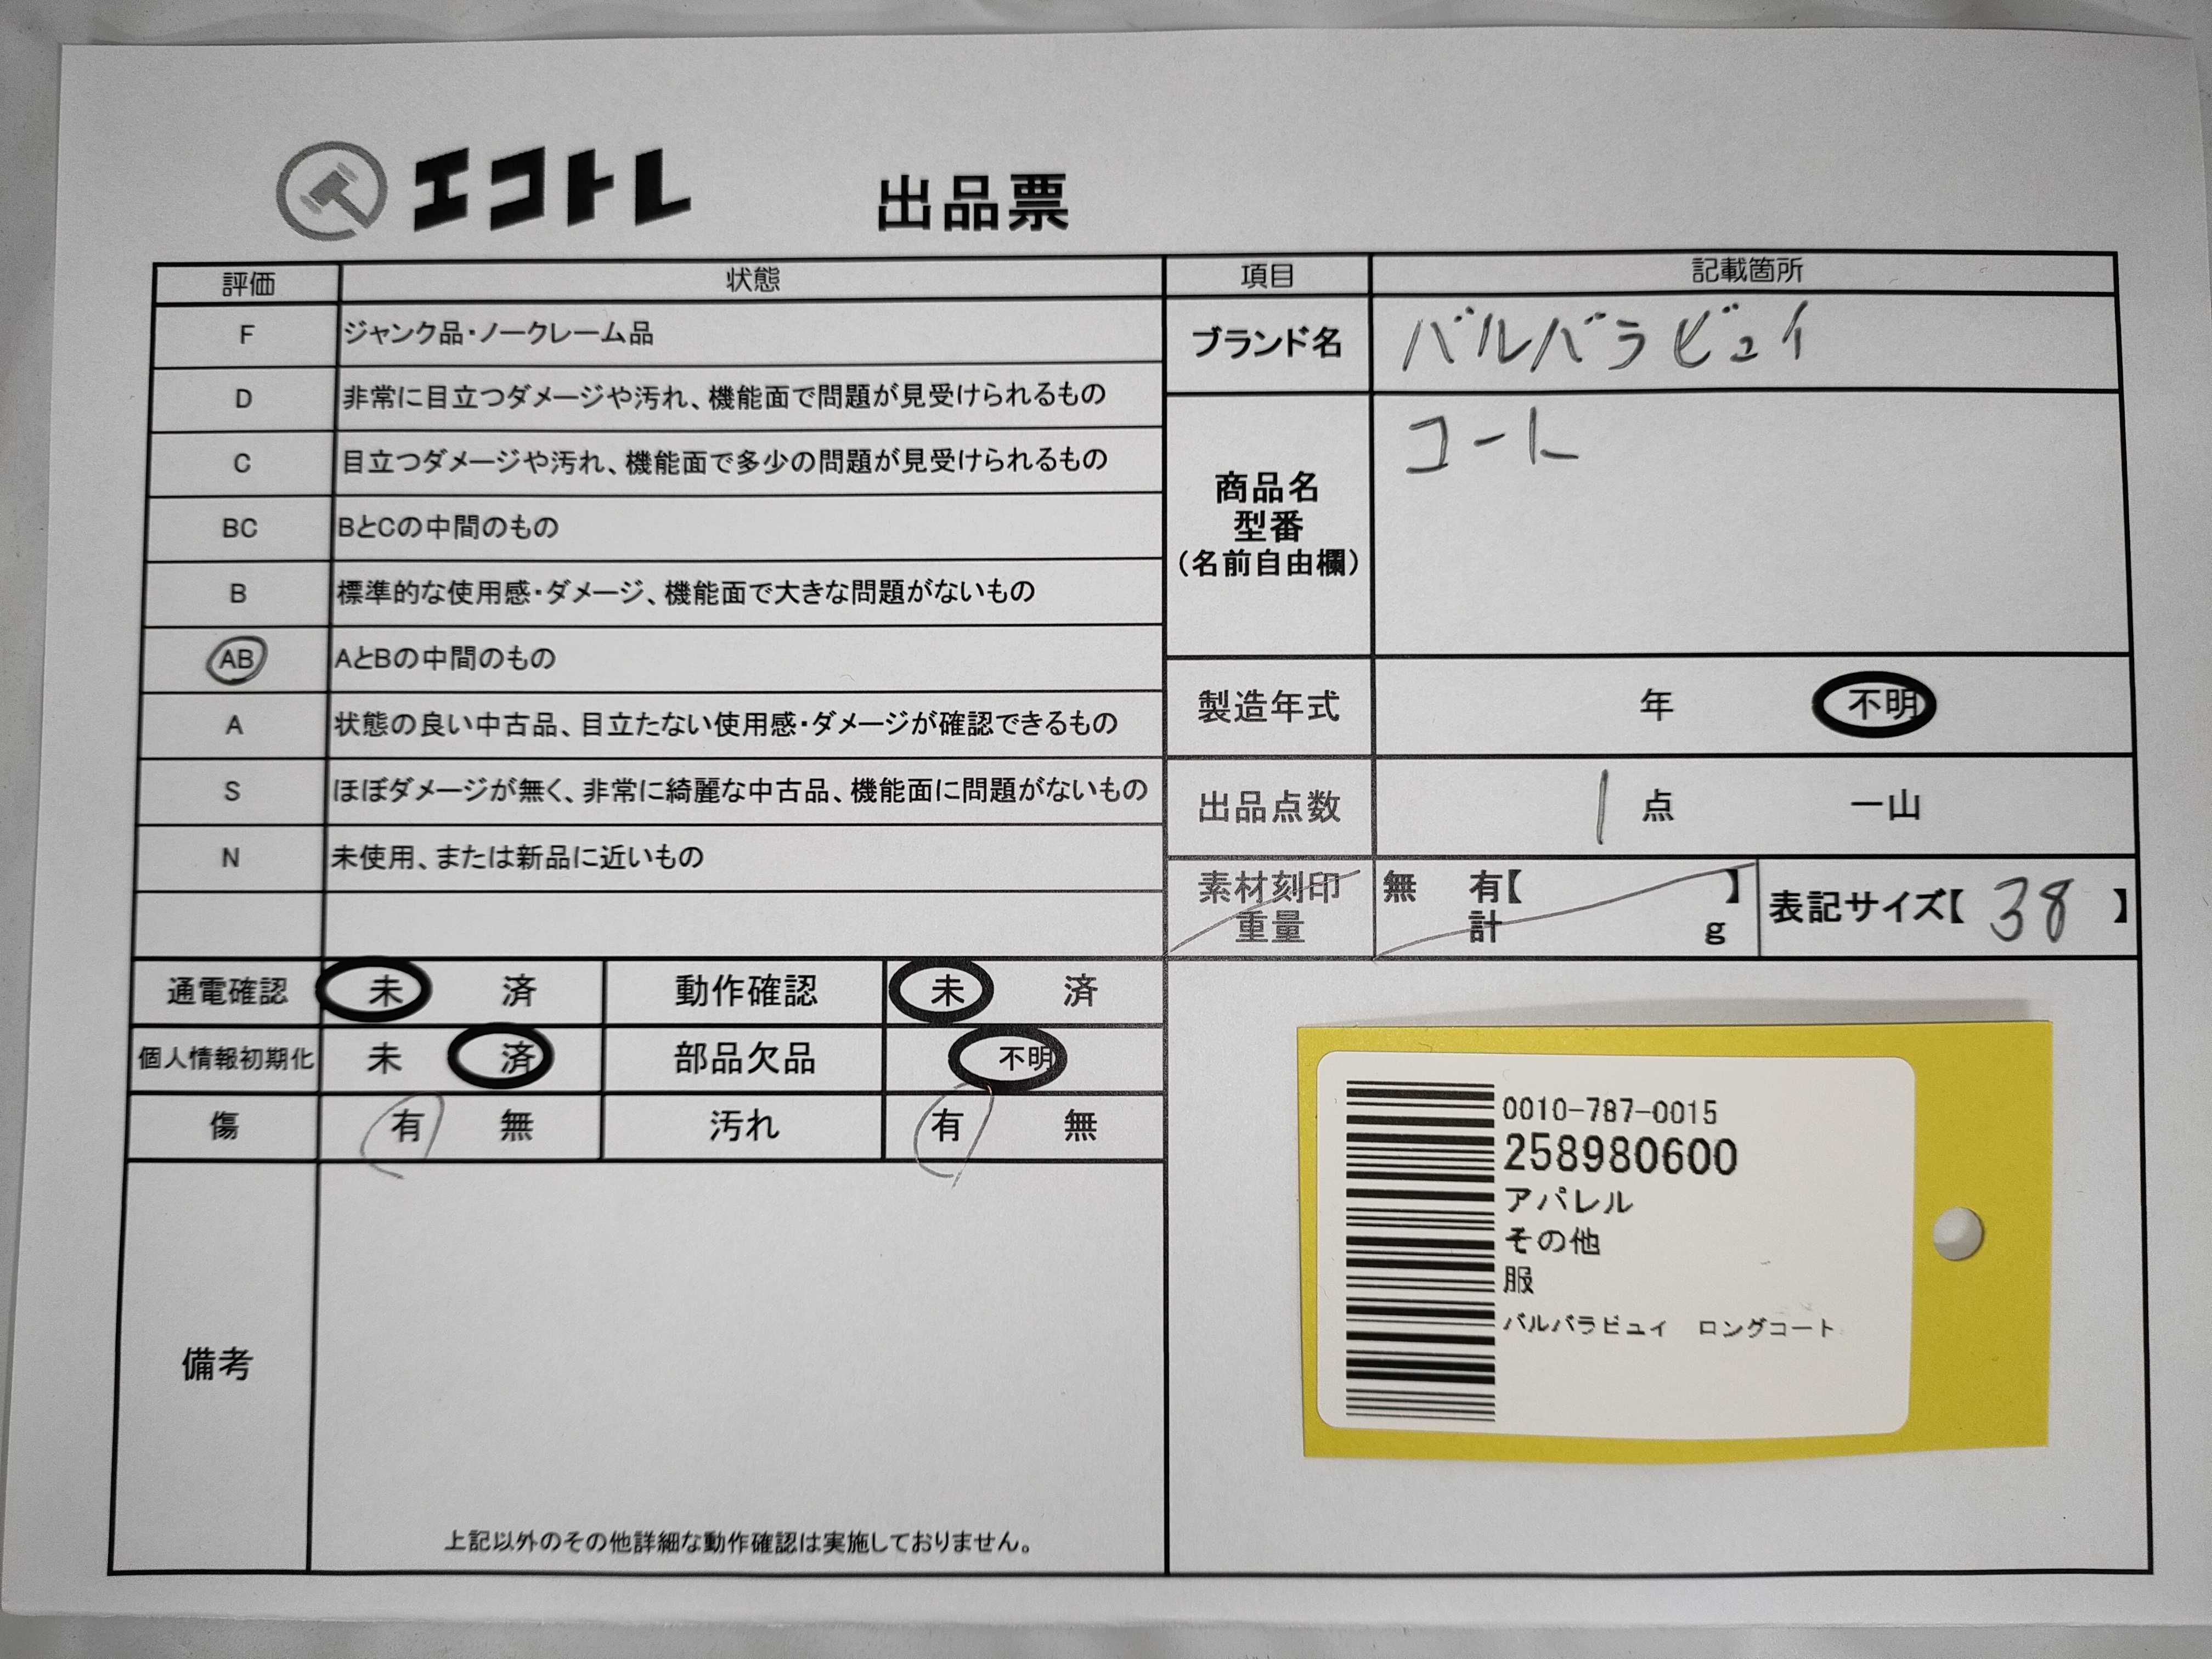 エコトレ 出品票
評価 状態
F ジャンク品・ノークレーム品
D 非常に目立つダメージや汚れ、機能面で問題が見受けられるもの
C 目立つダメージや汚れ、機能面で多少の問題が見受けられるもの
BC BとCの中間のもの
B 標準的な使用感・ダメージ、機能面で大きな問題がないもの
AB AとBの中間のもの
A 状態の良い中古品、目立たない使用感・ダメージが確認できるもの
S ほぼダメージが無く、非常に綺麗な中古品、機能面に問題がないもの
N 未使用、または新品に近いもの
項目 記載箇所
ブランド名 バルバラビュイ
商品名 コート
型番
（名前自由欄）
製造年式 年 不明
出品点数 1 点 一山
素材刻印 無 有【 】
重量 計 g
表記サイズ【 38 】
通電確認 未 済 動作確認 未 済
個人情報初期化 未 済 部品欠品 不明
傷 有 無 汚れ 有 無
備考
上記以外のその他詳細な動作確認は実施しておりません。
0010-787-0015
258980600
アパレル
その他
服
バルバラビュイ ロングコート